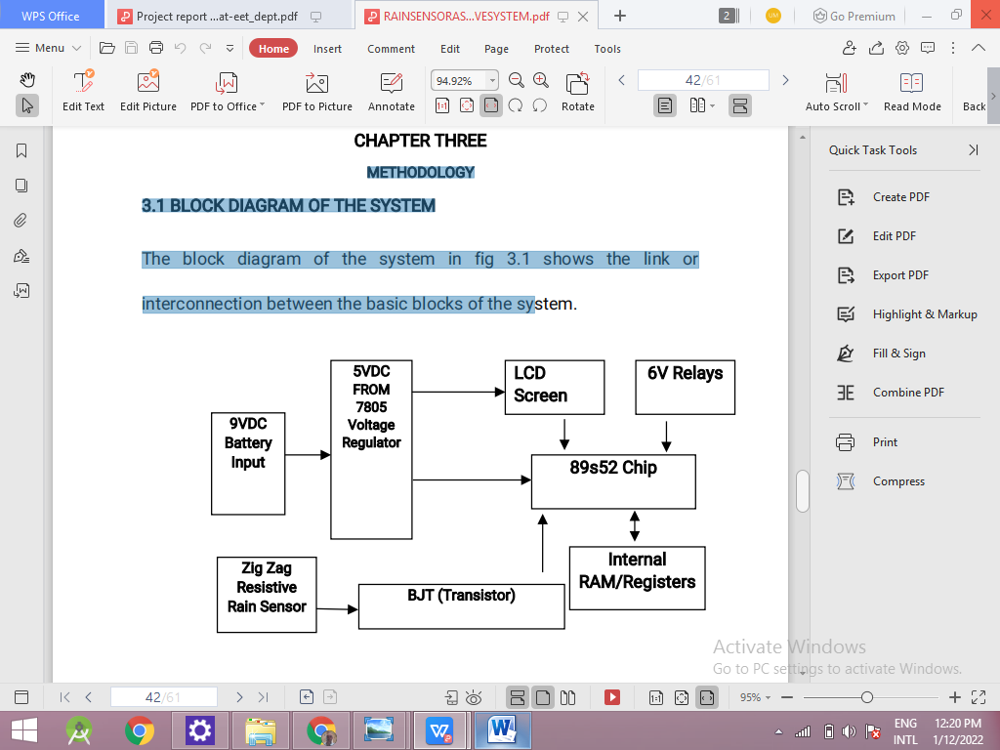 WPS Office
Project report ...at-eet_dept.pdf
RAINSENSORAS...VESYSTEM.pdf
2
Go Premium
Menu
Home
Insert
Comment
Edit
Page
Protect
Tools
94.92%
42/61
Edit Text
Edit Picture
PDF to Office
PDF to Picture
Annotate
Rotate
Auto Scroll
Read Mode
Back
CHAPTER THREE
METHODOLOGY
3.1 BLOCK DIAGRAM OF THE SYSTEM
The block diagram of the system in fig 3.1 shows the link or
interconnection between the basic blocks of the system.
9VDC
Battery
Input
5VDC
FROM
7805
Voltage
Regulator
LCD
Screen
6V Relays
89s52 Chip
Internal
RAM/Registers
Zig Zag
Resistive
Rain Sensor
BJT (Transistor)
Quick Task Tools
Create PDF
Edit PDF
Export PDF
Highlight & Markup
Fill & Sign
Combine PDF
Print
Compress
Activate Windows
Go to PC settings to activate Windows.
42/61
95%
ENG
INTL
12:20 PM
1/12/2022